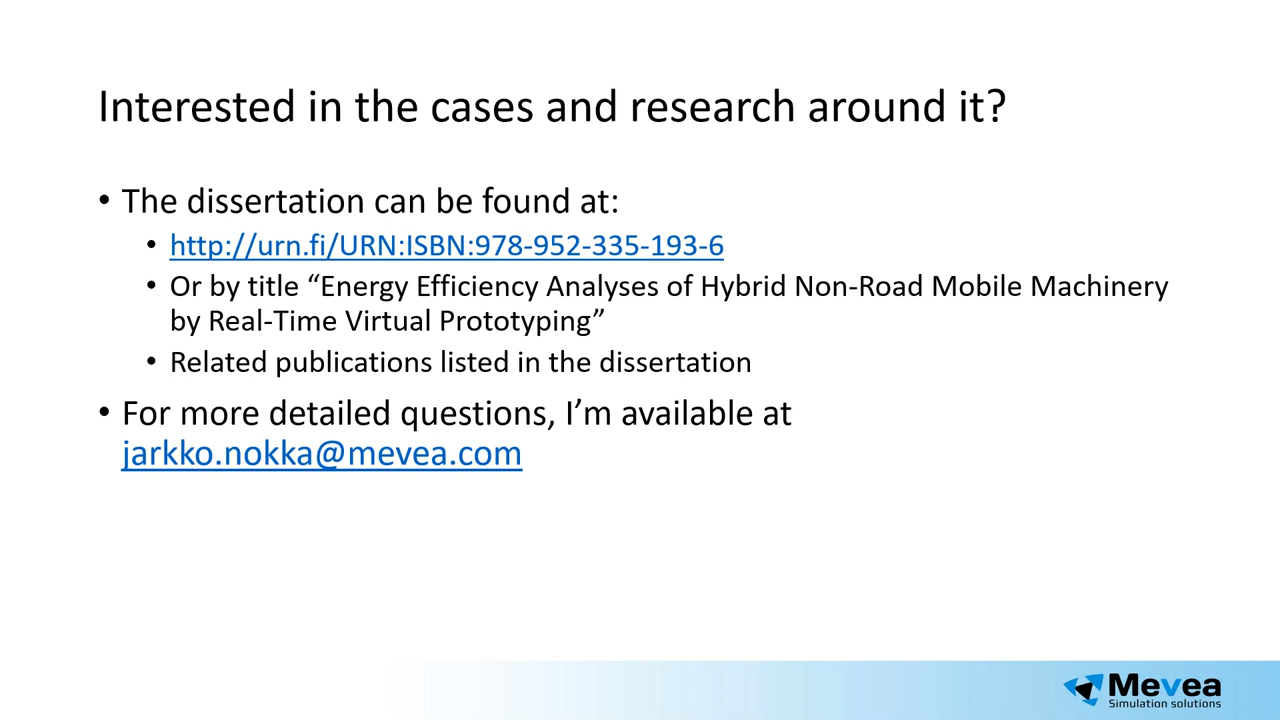 Interested in the cases and research around it?
• The dissertation can be found at:
• http://urn.fi/URN:ISBN:978-952-335-193-6
• Or by title “Energy Efficiency Analyses of Hybrid Non-Road Mobile Machinery
by Real-Time Virtual Prototyping”
• Related publications listed in the dissertation
• For more detailed questions, I’m available at
jarkko.nokka@mevea.com
Mevea
Simulation solutions